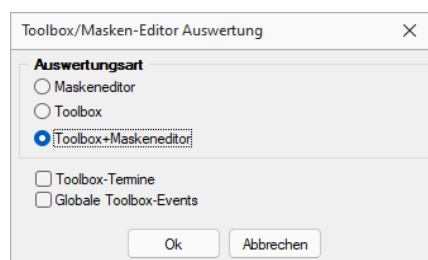 Toolbox/Masken-Editor Auswertung
Auswertungsart
Maskeneditor
Toolbox
Toolbox+Maskeneditor
Toolbox-Termine
Globale Toolbox-Events
Ok Abbrechen